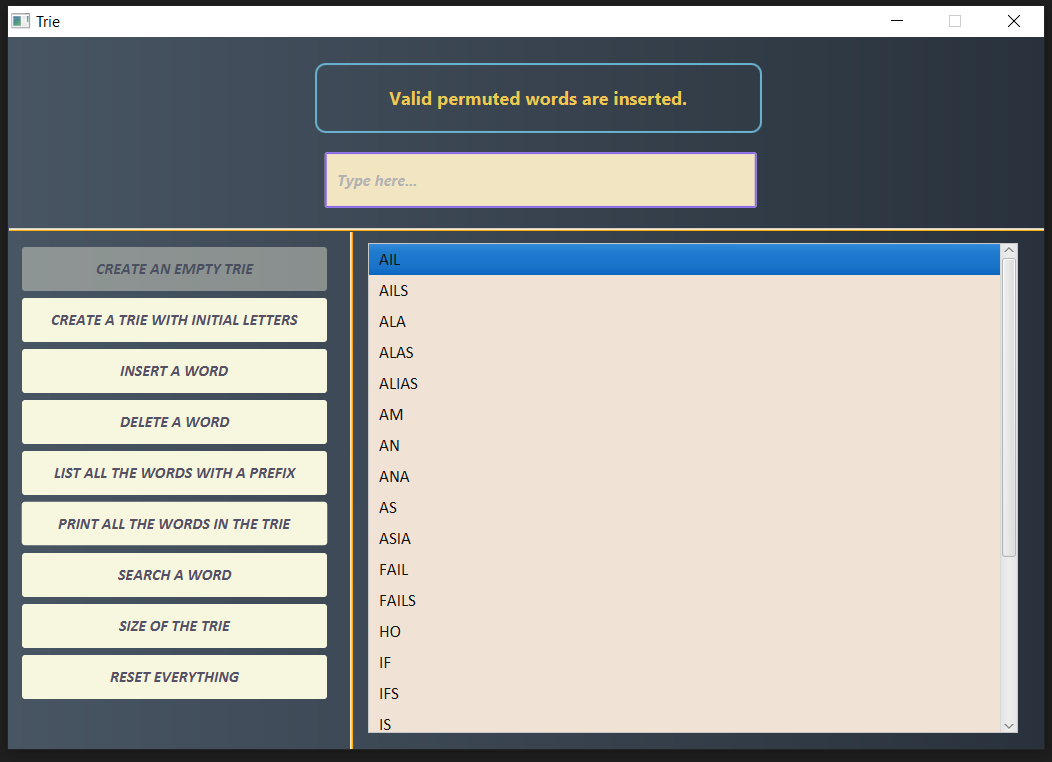 Trie
Valid permuted words are inserted.
Type here...
CREATE AN EMPTY TRIE
CREATE A TRIE WITH INITIAL LETTERS
INSERT A WORD
DELETE A WORD
LIST ALL THE WORDS WITH A PREFIX
PRINT ALL THE WORDS IN THE TRIE
SEARCH A WORD
SIZE OF THE TRIE
RESET EVERYTHING
AIL
AILS
ALA
ALAS
ALIAS
AM
AN
ANA
AS
ASIA
FAIL
FAILS
HO
IF
IFS
IS